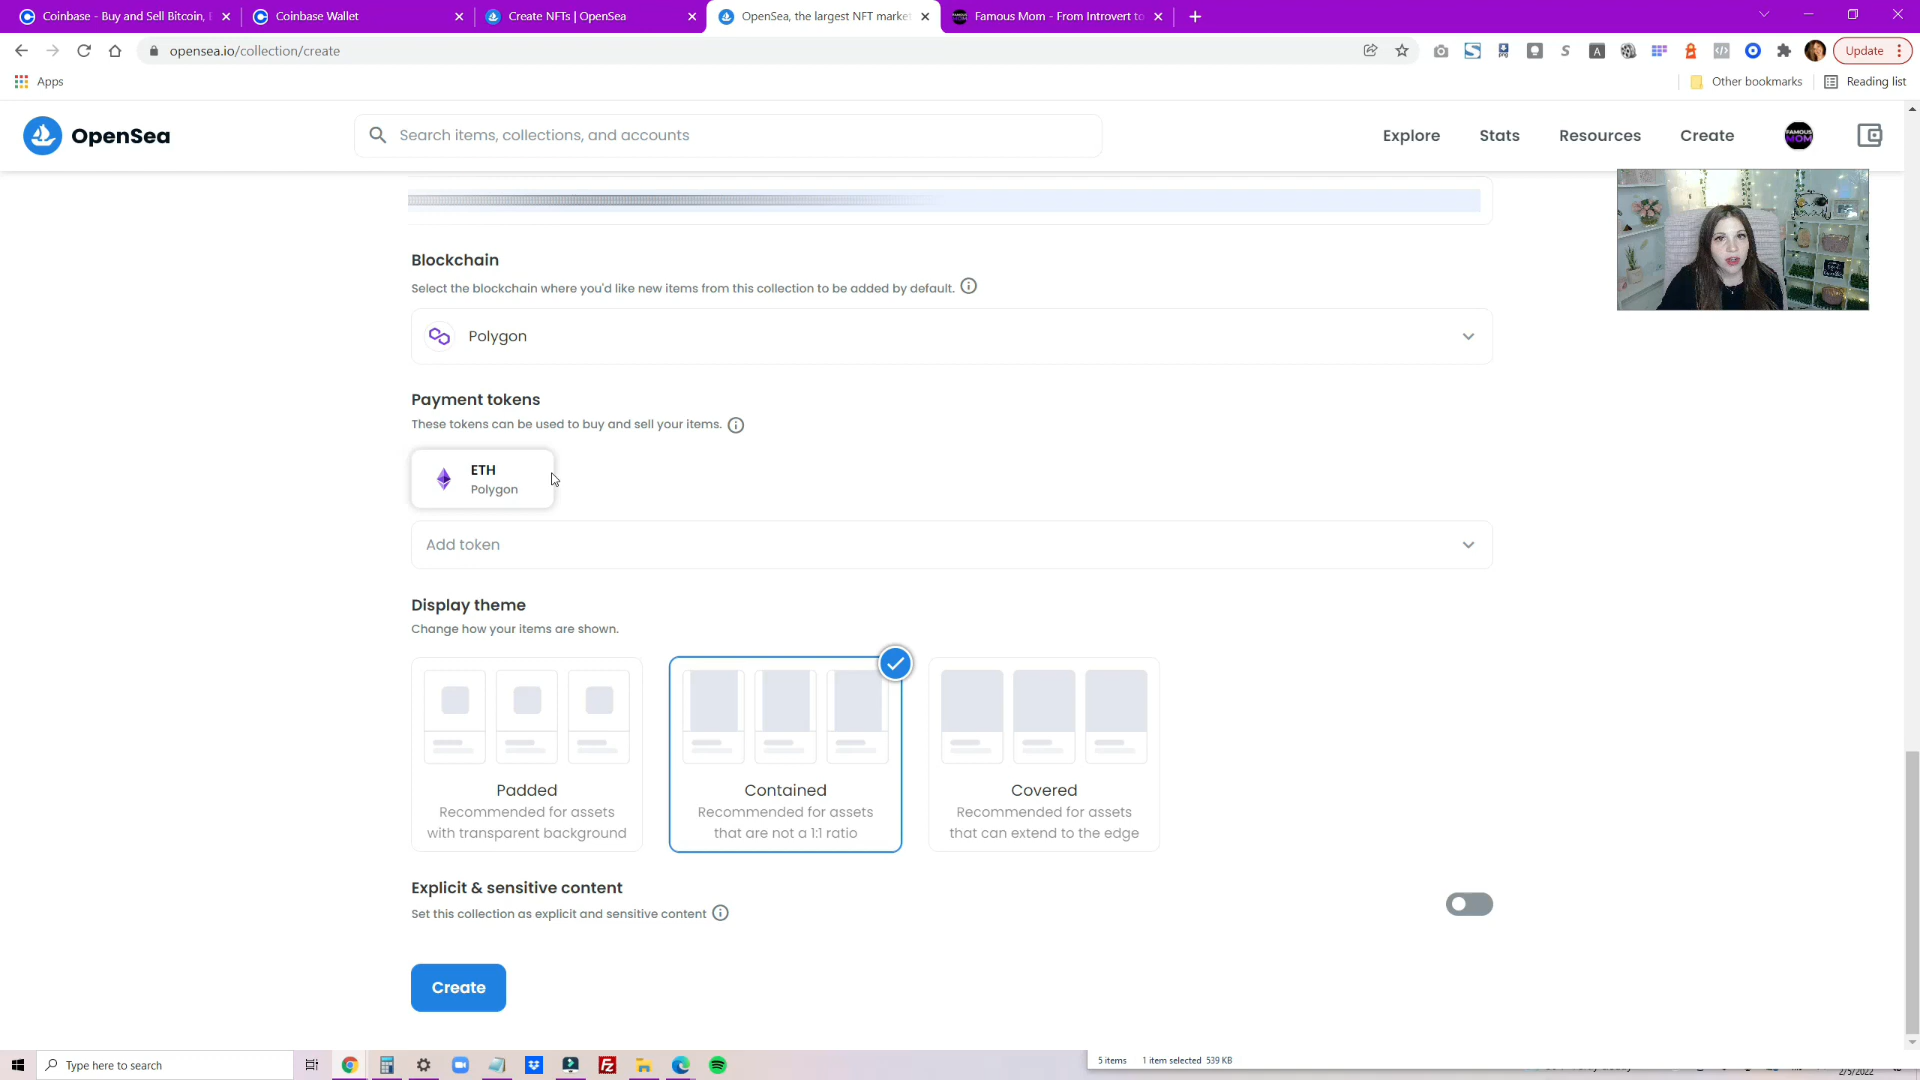 Coinbase - Buy and Sell Bitcoin,
Coinbase Wallet
Create NFTs | OpenSea
OpenSea, the largest NFT market
Famous Mom - From Introvert to
opensea.io/collection/create
Update
Apps
Other bookmarks
Reading list
OpenSea
Search items, collections, and accounts
Explore
Stats
Resources
Create
FAMOUS
MOM
Blockchain
Select the blockchain where you'd like new items from this collection to be added by default.
Polygon
Payment tokens
These tokens can be used to buy and sell your items.
ETH
Polygon
Add token
Display theme
Change how your items are shown.
Padded
Recommended for assets
with transparent background
Contained
Recommended for assets
that are not a 1:1 ratio
Covered
Recommended for assets
that can extend to the edge
Explicit & sensitive content
Set this collection as explicit and sensitive content
Create
Type here to search
5 items
1 item selected 539 KB
2/5/2022